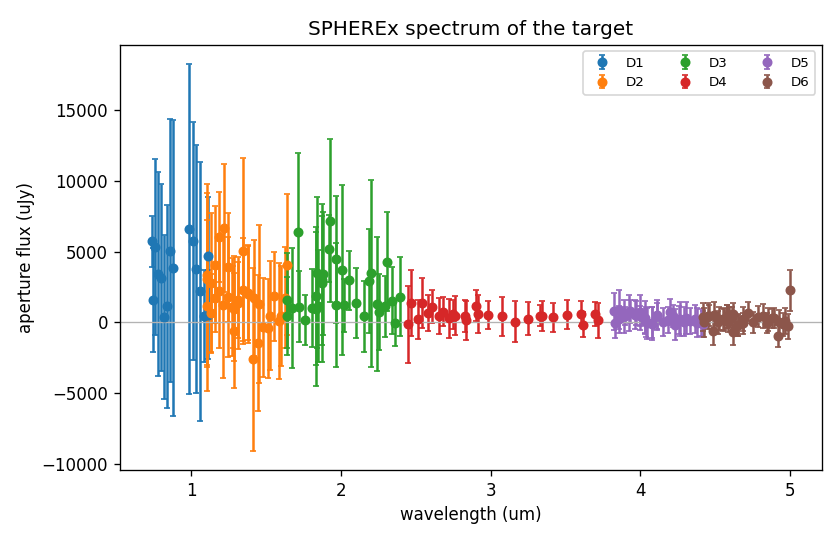 SPHEREx spectrum of the target
aperture flux (uJy)
15000
10000
5000
0
−5000
−10000
D1
D2
D3
D4
D5
D6
1
2
3
4
5
wavelength (um)